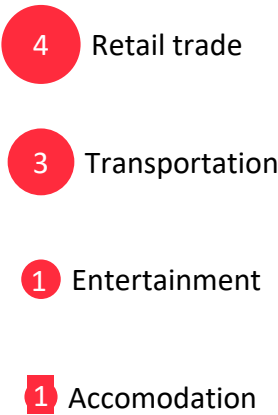 4 Retail trade
3 Transportation
1 Entertainment
1 Accomodation